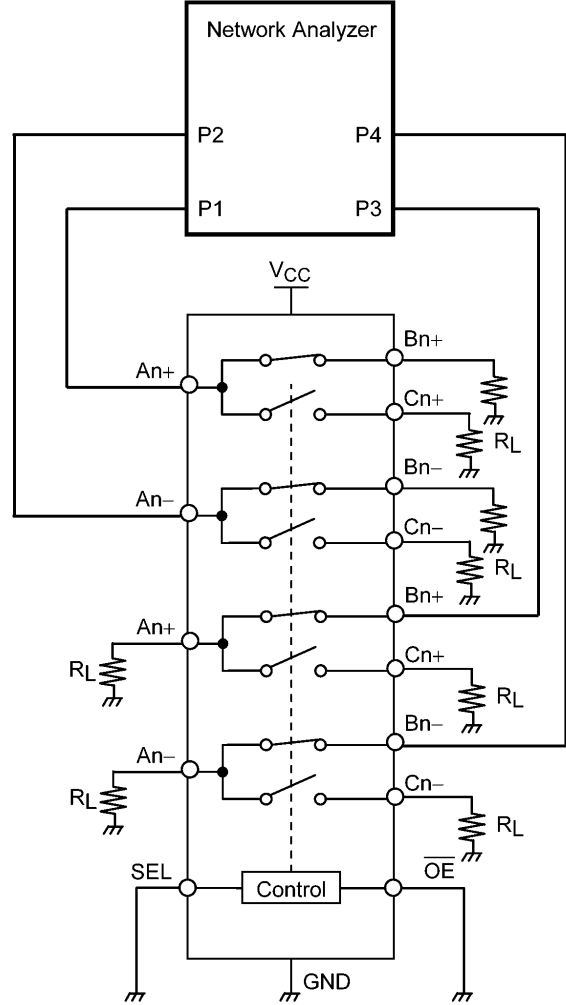 Network Analyzer
P2 P4
P1 P3
VCC
Bn+
An+
Cn+
RL
Bn−
An−
Cn−
RL
Bn+
An+
Cn+
RL
RL
Bn−
An−
Cn−
RL
RL
SEL
OE
Control
GND